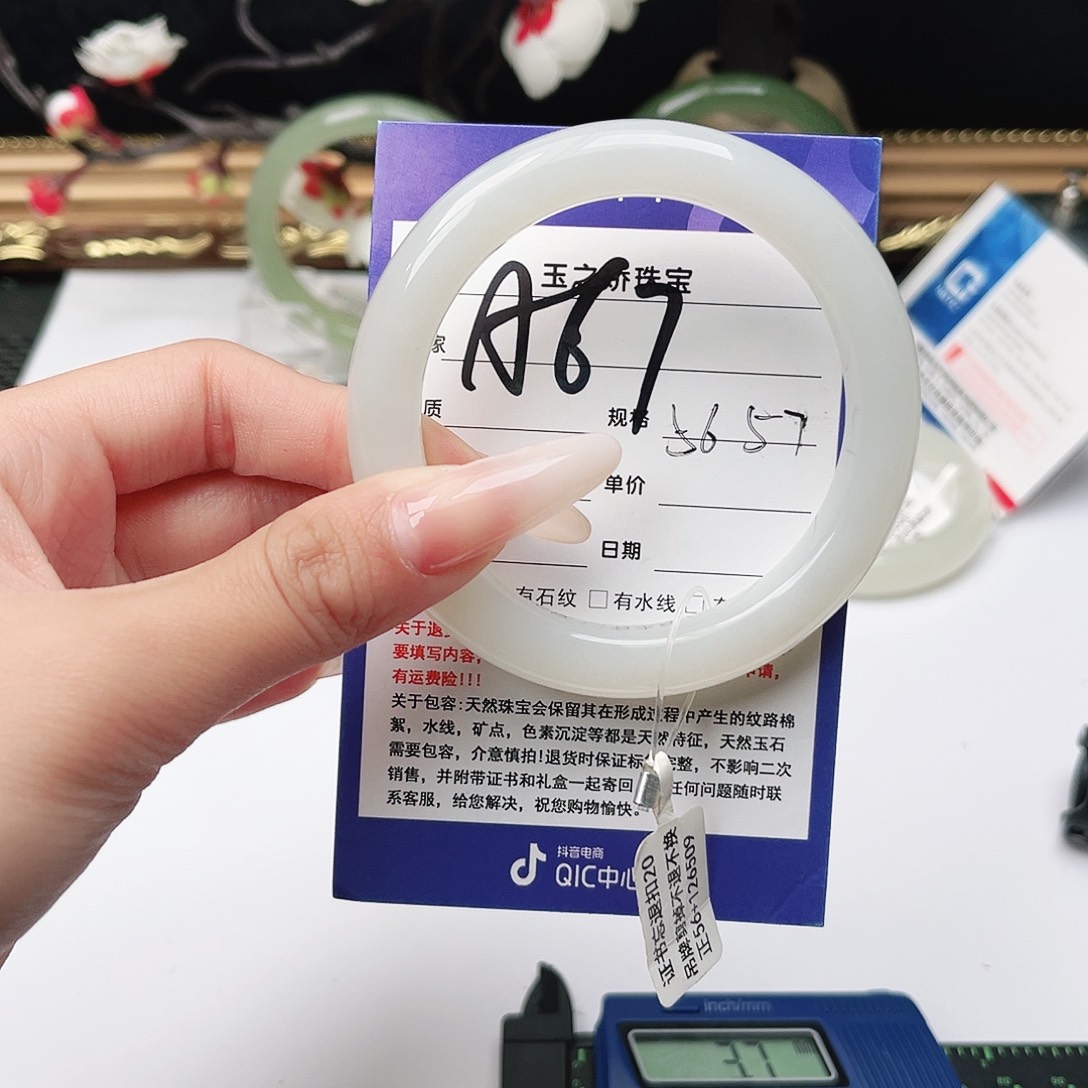 玉之娇珠宝
A67
家
质
规格 56 57
单价
日期
有石纹 □有水线 □
关于退
要填写内容,
申请,
有运费险!!!
关于包容:天然珠宝会保留其在形成过程中产生的纹路棉
絮，水线，矿点，色素沉淀等都是天然特征，天然玉石
需要包容，介意慎拍!退货时保证标 完整，不影响二次
销售，并附带证书和礼盒一起寄回 任何问题随时联
系客服，给您解决，祝您购物愉快。
抖音电商
QIC中心
证书忘退扣20
吊牌毁掉不退不换
正56+126509
inch/mm
3.7